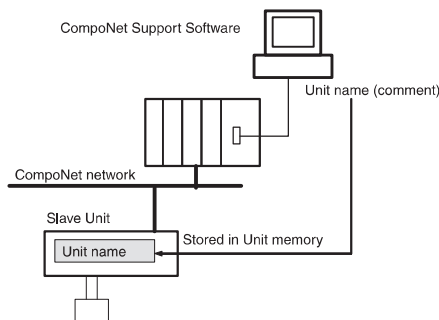 CompoNet Support Software
Unit name (comment)
CompoNet network
Slave Unit
Stored in Unit memory
Unit name